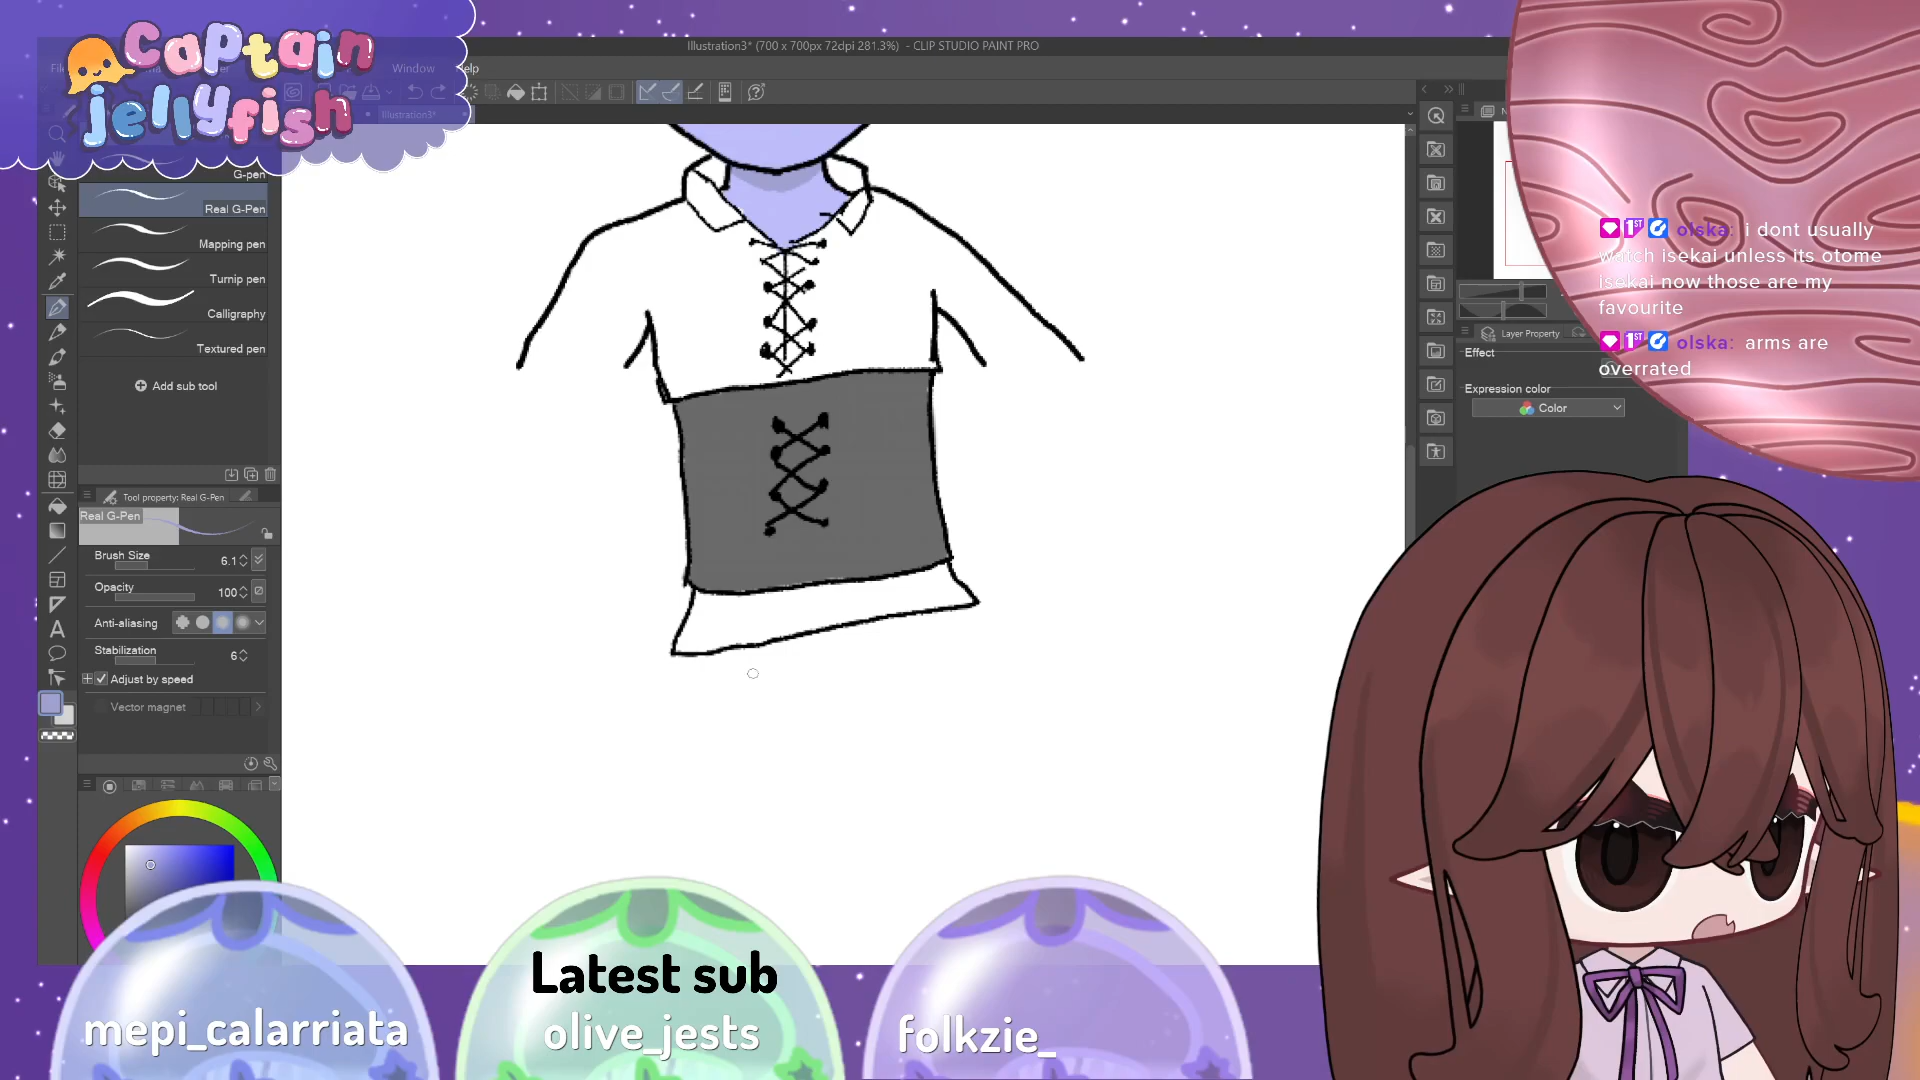 Captain
jellyfish
Illustration3* (700 x 700px 72dpi 281.3%) - CLIP STUDIO PAINT PRO
Window
Help
Illustration3*
G-pen
Real G-Pen
Mapping pen
Turnip pen
Calligraphy
Textured pen
Add sub tool
Tool property: Real G-Pen
Real G-Pen
Brush Size 6.1
Opacity 100
Anti-aliasing
Stabilization 6
Adjust by speed
Vector magnet
Layer Property
Effect
Expression color
Color
olska: i dont usually
watch isekai unless its otome
isekai now those are my
favourite
olska: arms are
overrated
mepi_calarriata
Latest sub
olive_jests
folkzie_